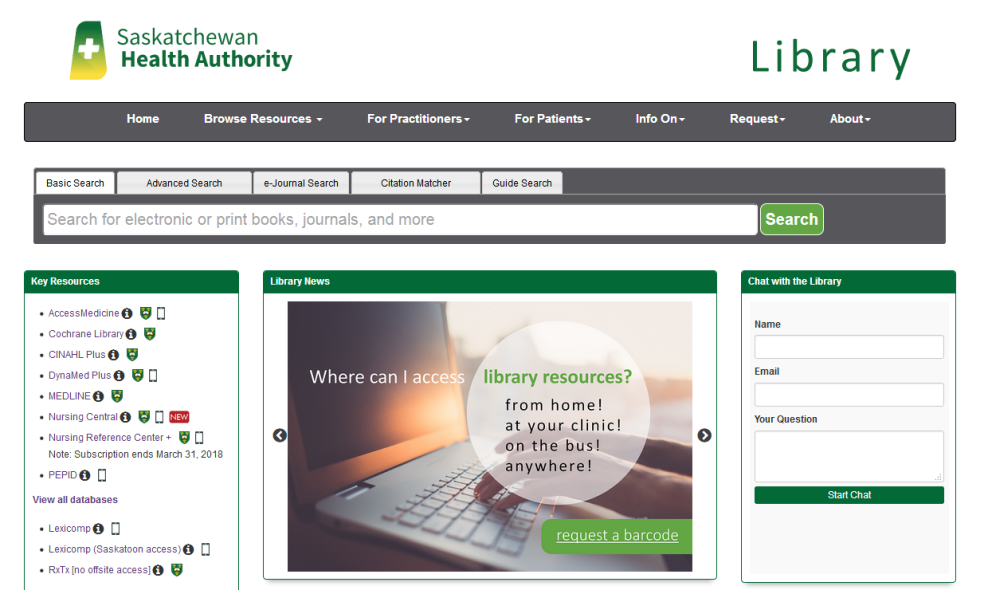 Saskatchewan
Health Authority
Library
Home Browse Resources For Practitioners For Patients Info On Request About
Basic Search Advanced Search e-Journal Search Citation Matcher Guide Search
Search for electronic or print books, journals, and more Search
Key Resources
AccessMedicine
Cochrane Library
CINAHL Plus
DynaMed Plus
MEDLINE
Nursing Central NEW
Nursing Reference Center +
Note: Subscription ends March 31, 2018
PEPID
View all databases
Lexicomp
Lexicomp (Saskatoon access)
RxTx [no offsite access]
Library News
Where can I access library resources?
from home!
at your clinic!
on the bus!
anywhere!
request a barcode
Chat with the Library
Name
Email
Your Question
Start Chat